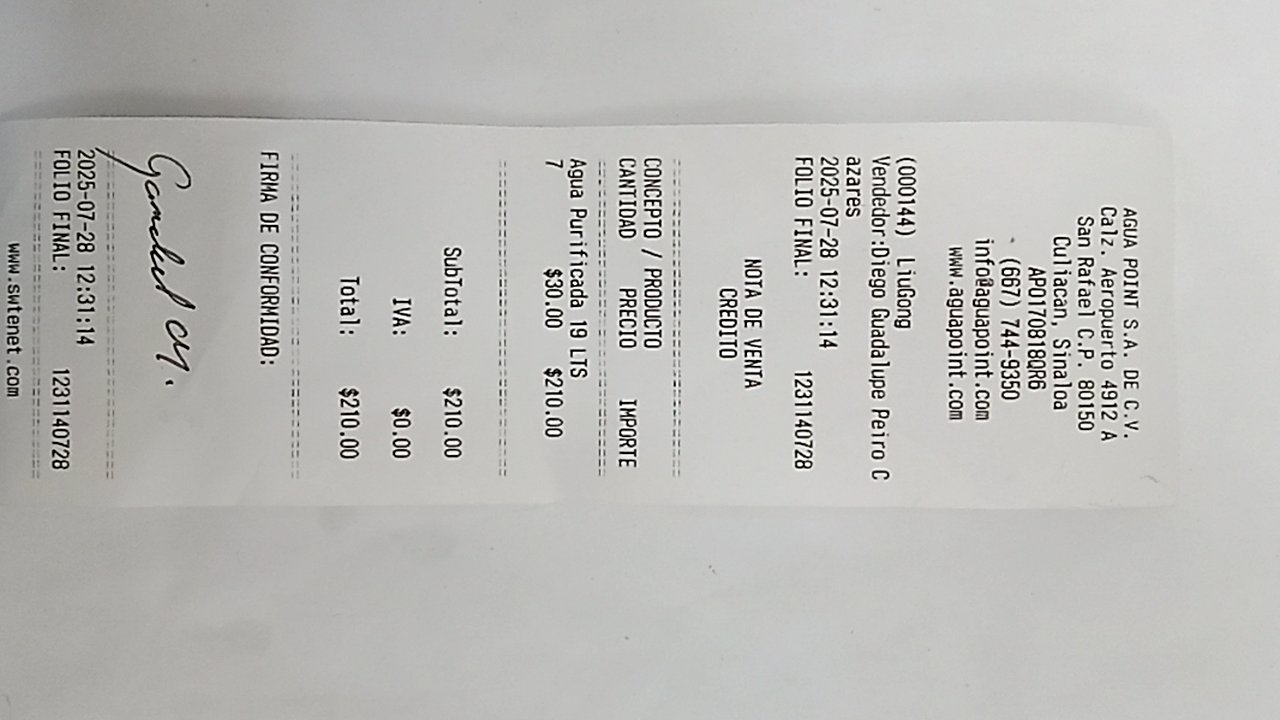 AGUA POINT S.A. DE C.V.
Calz. Aeropuerto 4912 A
San Rafael C.P. 80150
Culiacan, Sinaloa
APO170818QR6
(667) 744-9350
info@aguapoint.com
www.aguapoint.com
(000144) LiuGong
Vendedor:Diego Guadalupe Peiro C
azares
2025-07-28 12:31:14
FOLIO FINAL: 1231140728
NOTA DE VENTA
CREDITO
CONCEPTO / PRODUCTO
CANTIDAD PRECIO IMPORTE
Agua Purificada 19 LTS
7 $30.00 $210.00
SubTotal: $210.00
IVA: $0.00
Total: $210.00
FIRMA DE CONFORMIDAD:
2025-07-28 12:31:14
FOLIO FINAL: 1231140728
www.swtenet.com